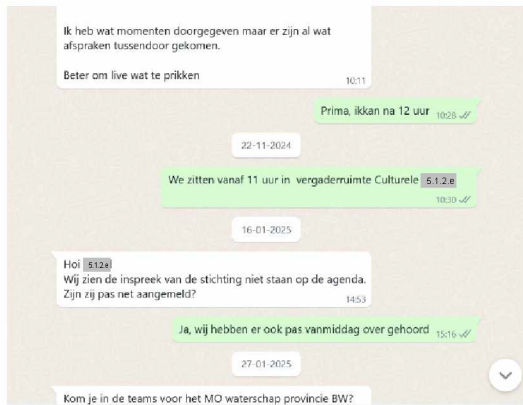 Ik heb wat momenten doorgegeven maar er zijn al wat
afspraken tussendoor gekomen.
Beter om live wat te prikken
10:11
Prima, ikkan na 12 uur 10:28
22-11-2024
We zitten vanaf 11 uur in vergaderruimte Culturele 5.1.2.e
10:30
16-01-2025
Hoi 5.1.2e
Wij zien de inspreek van de stichting niet staan op de agenda.
Zijn zij pas net aangemeld?
14:53
Ja, wij hebben er ook pas vanmiddag over gehoord 15:16
27-01-2025
Kom je in de teams voor het MO waterschap provincie BW?